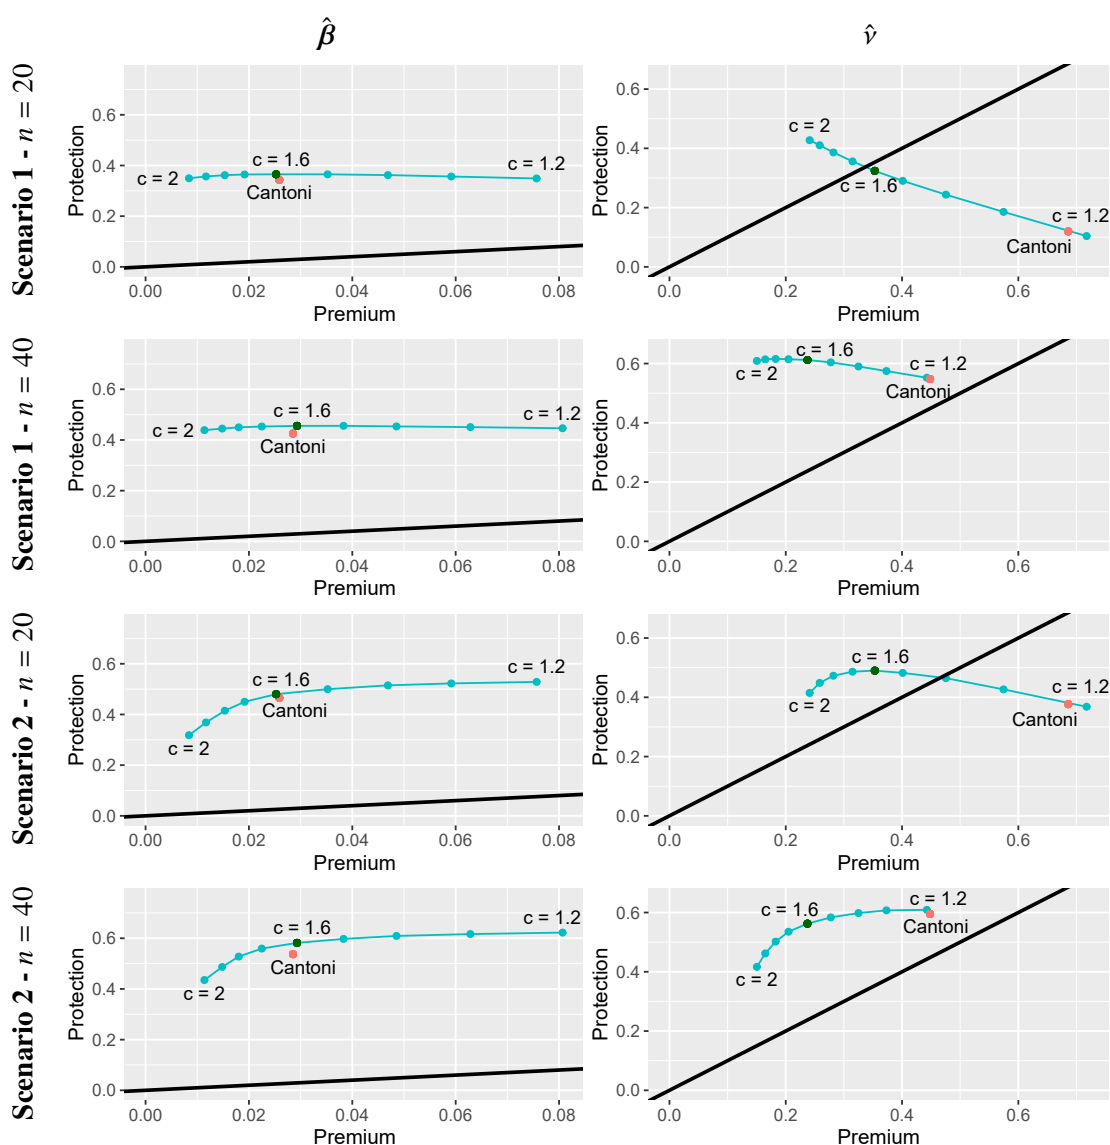 β̂ ν̂
Scenario 1 - n = 20
Protection
0.6
0.4
0.2
0.0
c = 2
c = 1.6
Cantoni
c = 1.2
0.00 0.02 0.04 0.06 0.08
Premium
Protection
0.6
0.4
0.2
0.0
c = 2
c = 1.6
c = 1.2
Cantoni
0.0 0.2 0.4 0.6
Premium
Scenario 1 - n = 40
Protection
0.6
0.4
0.2
0.0
c = 2
c = 1.6
Cantoni
c = 1.2
0.00 0.02 0.04 0.06 0.08
Premium
Protection
0.6
0.4
0.2
0.0
c = 2
c = 1.6
c = 1.2
Cantoni
0.0 0.2 0.4 0.6
Premium
Scenario 2 - n = 20
Protection
0.6
0.4
0.2
0.0
c = 2
c = 1.6
Cantoni
c = 1.2
0.00 0.02 0.04 0.06 0.08
Premium
Protection
0.6
0.4
0.2
0.0
c = 2
c = 1.6
c = 1.2
Cantoni
0.0 0.2 0.4 0.6
Premium
Scenario 2 - n = 40
Protection
0.6
0.4
0.2
0.0
c = 2
c = 1.6
Cantoni
c = 1.2
0.00 0.02 0.04 0.06 0.08
Premium
Protection
0.6
0.4
0.2
0.0
c = 2
c = 1.6
c = 1.2
Cantoni
0.0 0.2 0.4 0.6
Premium